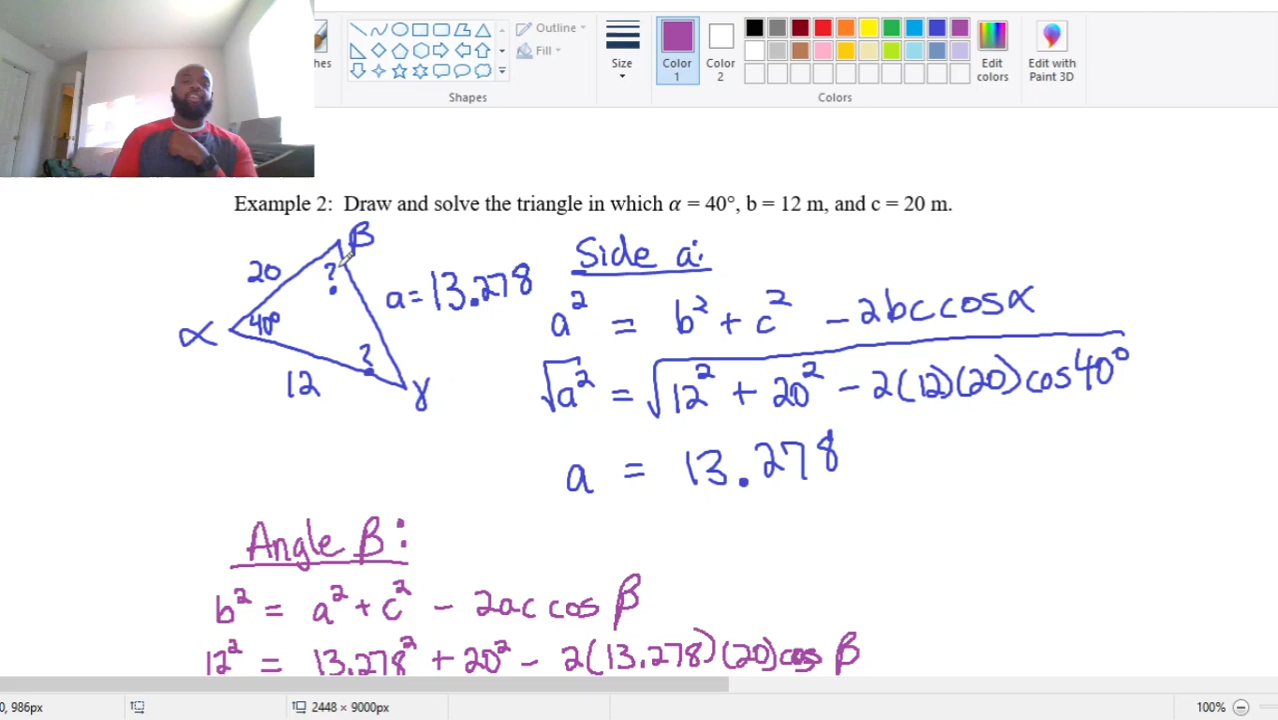 Outline
Fill
hes
Size
Color 1
Color 2
Edit colors
Edit with Paint 3D
Shapes
Colors
Example 2: Draw and solve the triangle in which α = 40°, b = 12 m, and c = 20 m.
β
20
?
a = 13.278
α
40°
?
12
γ
Side a:
a² = b² + c² - 2bc cos α
√a² = √12² + 20² - 2(12)(20) cos 40°
a = 13.278
Angle β:
b² = a² + c² - 2ac cos β
12² = 13.278² + 20² - 2(13.278)(20) cos β
0, 986px
2448 × 9000px
100%